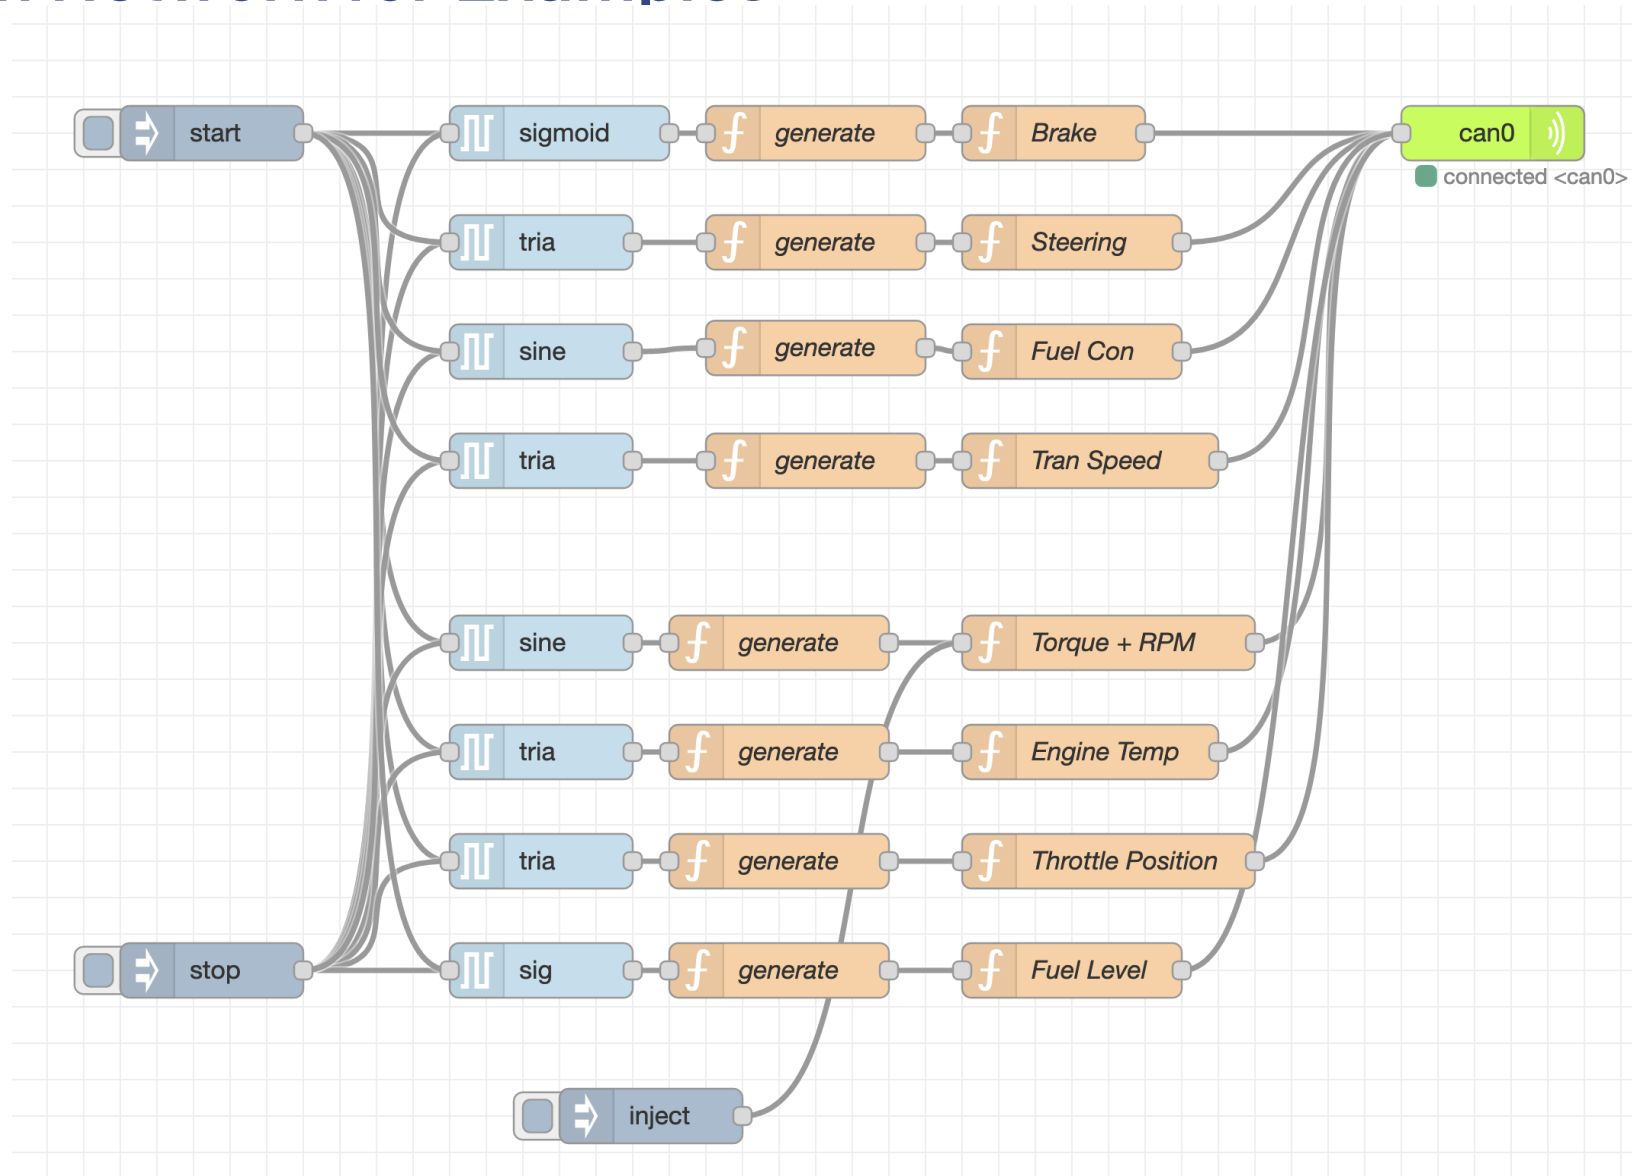 start
sigmoid
generate
Brake
can0
connected <can0>
tria
generate
Steering
sine
generate
Fuel Con
tria
generate
Tran Speed
sine
generate
Torque + RPM
tria
generate
Engine Temp
tria
generate
Throttle Position
stop
sig
generate
Fuel Level
inject